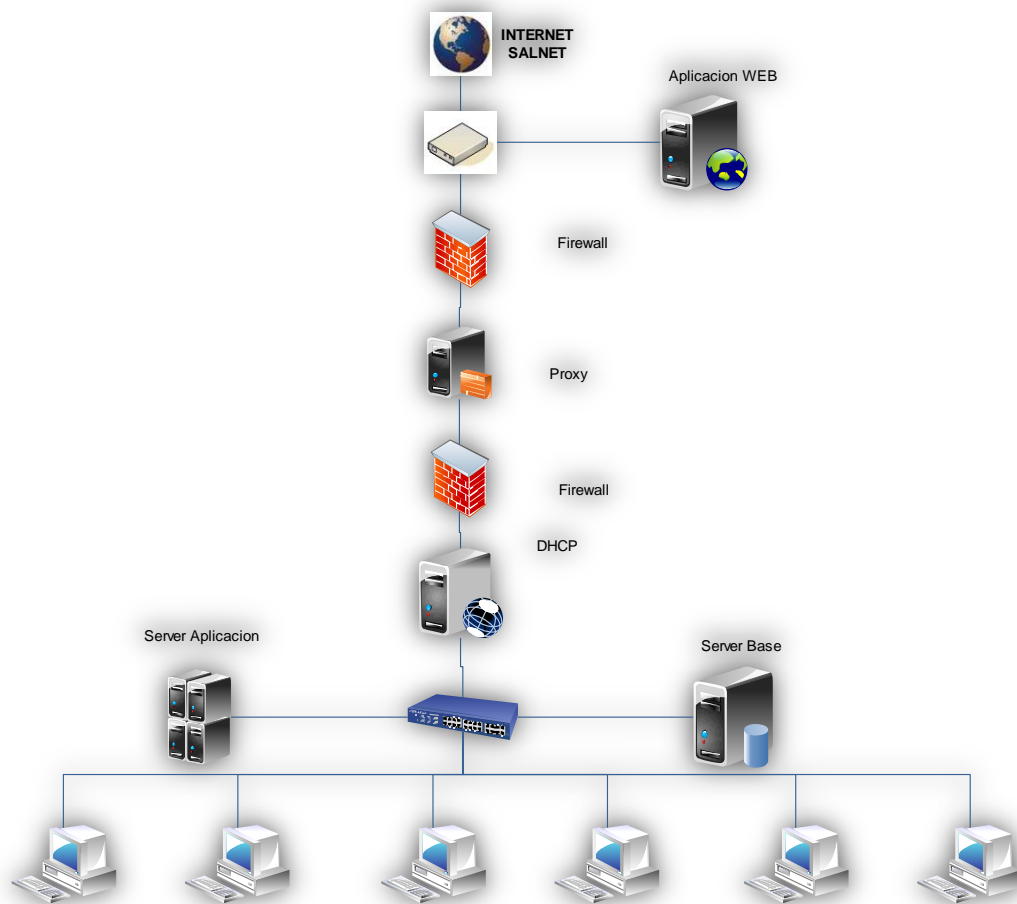 INTERNET
SALNET
Aplicacion WEB
Firewall
Proxy
Firewall
DHCP
Server Aplicacion
Server Base